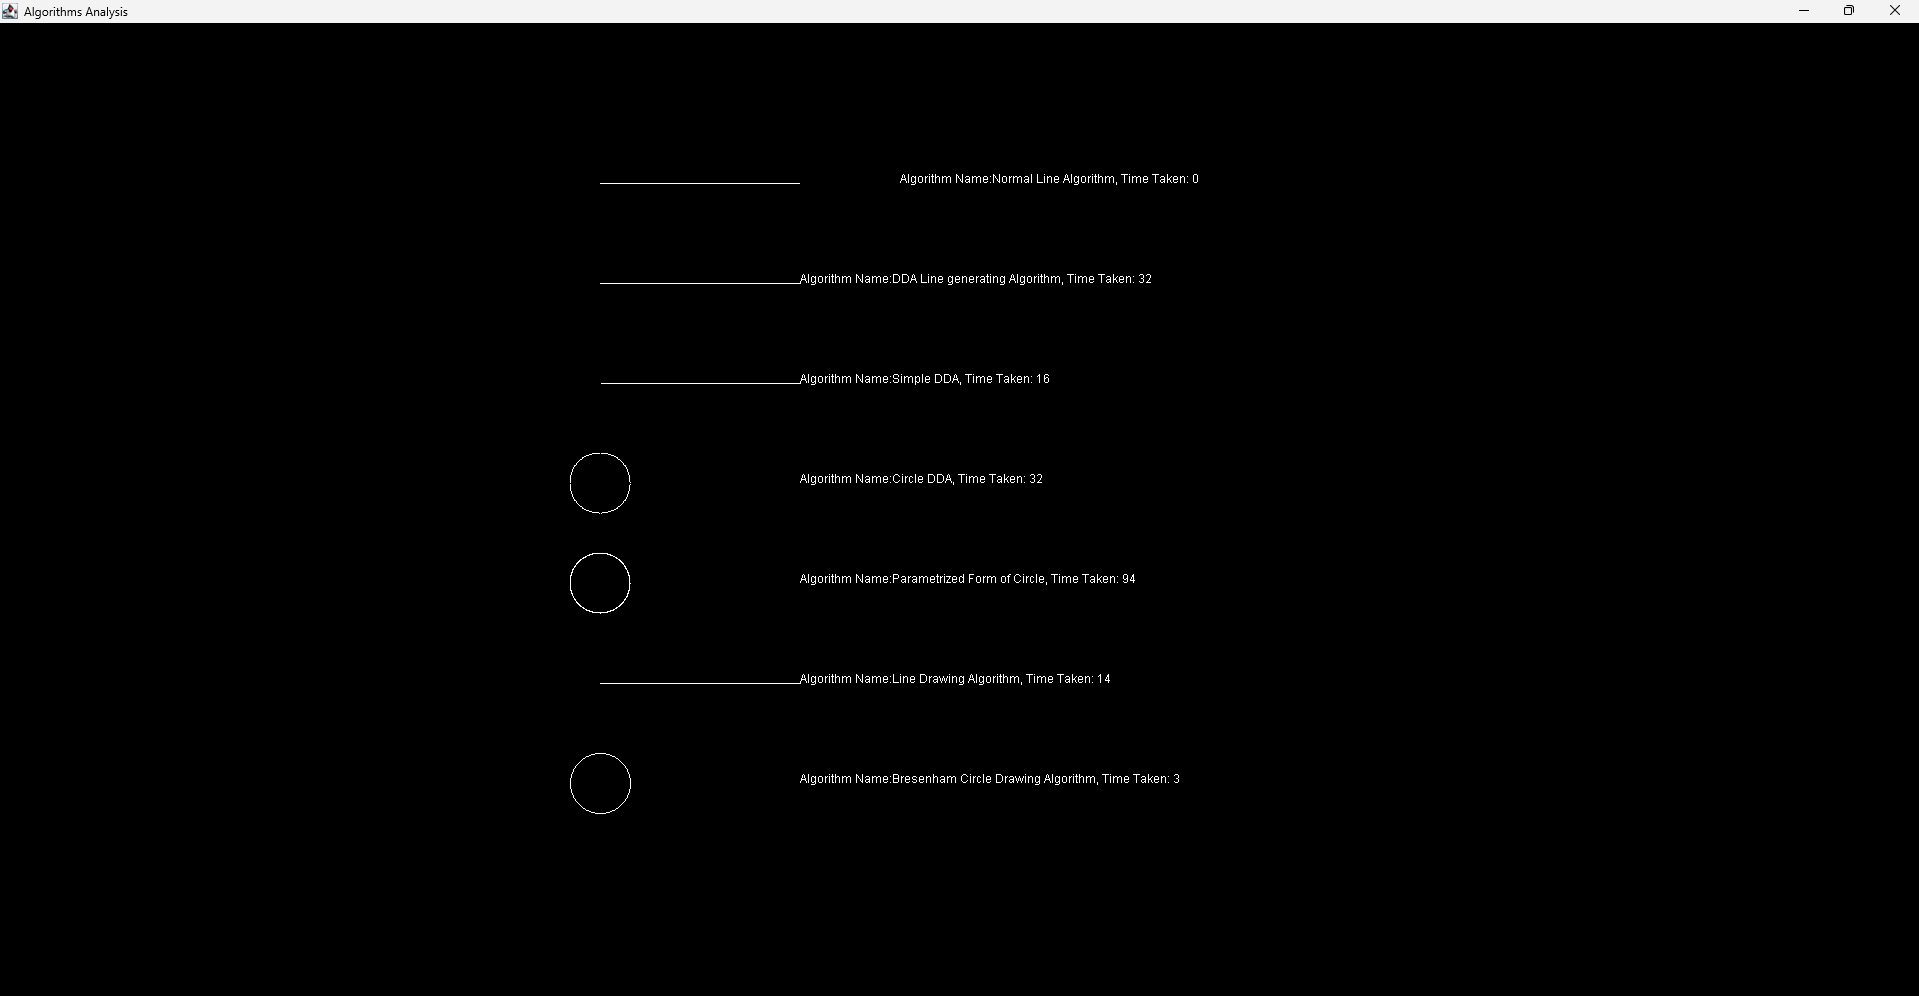 Algorithms Analysis
Algorithm Name:Normal Line Algorithm, Time Taken: 0
Algorithm Name:DDA Line generating Algorithm, Time Taken: 32
Algorithm Name:Simple DDA, Time Taken: 16
Algorithm Name:Circle DDA, Time Taken: 32
Algorithm Name:Parametrized Form of Circle, Time Taken: 94
Algorithm Name:Line Drawing Algorithm, Time Taken: 14
Algorithm Name:Bresenham Circle Drawing Algorithm, Time Taken: 3